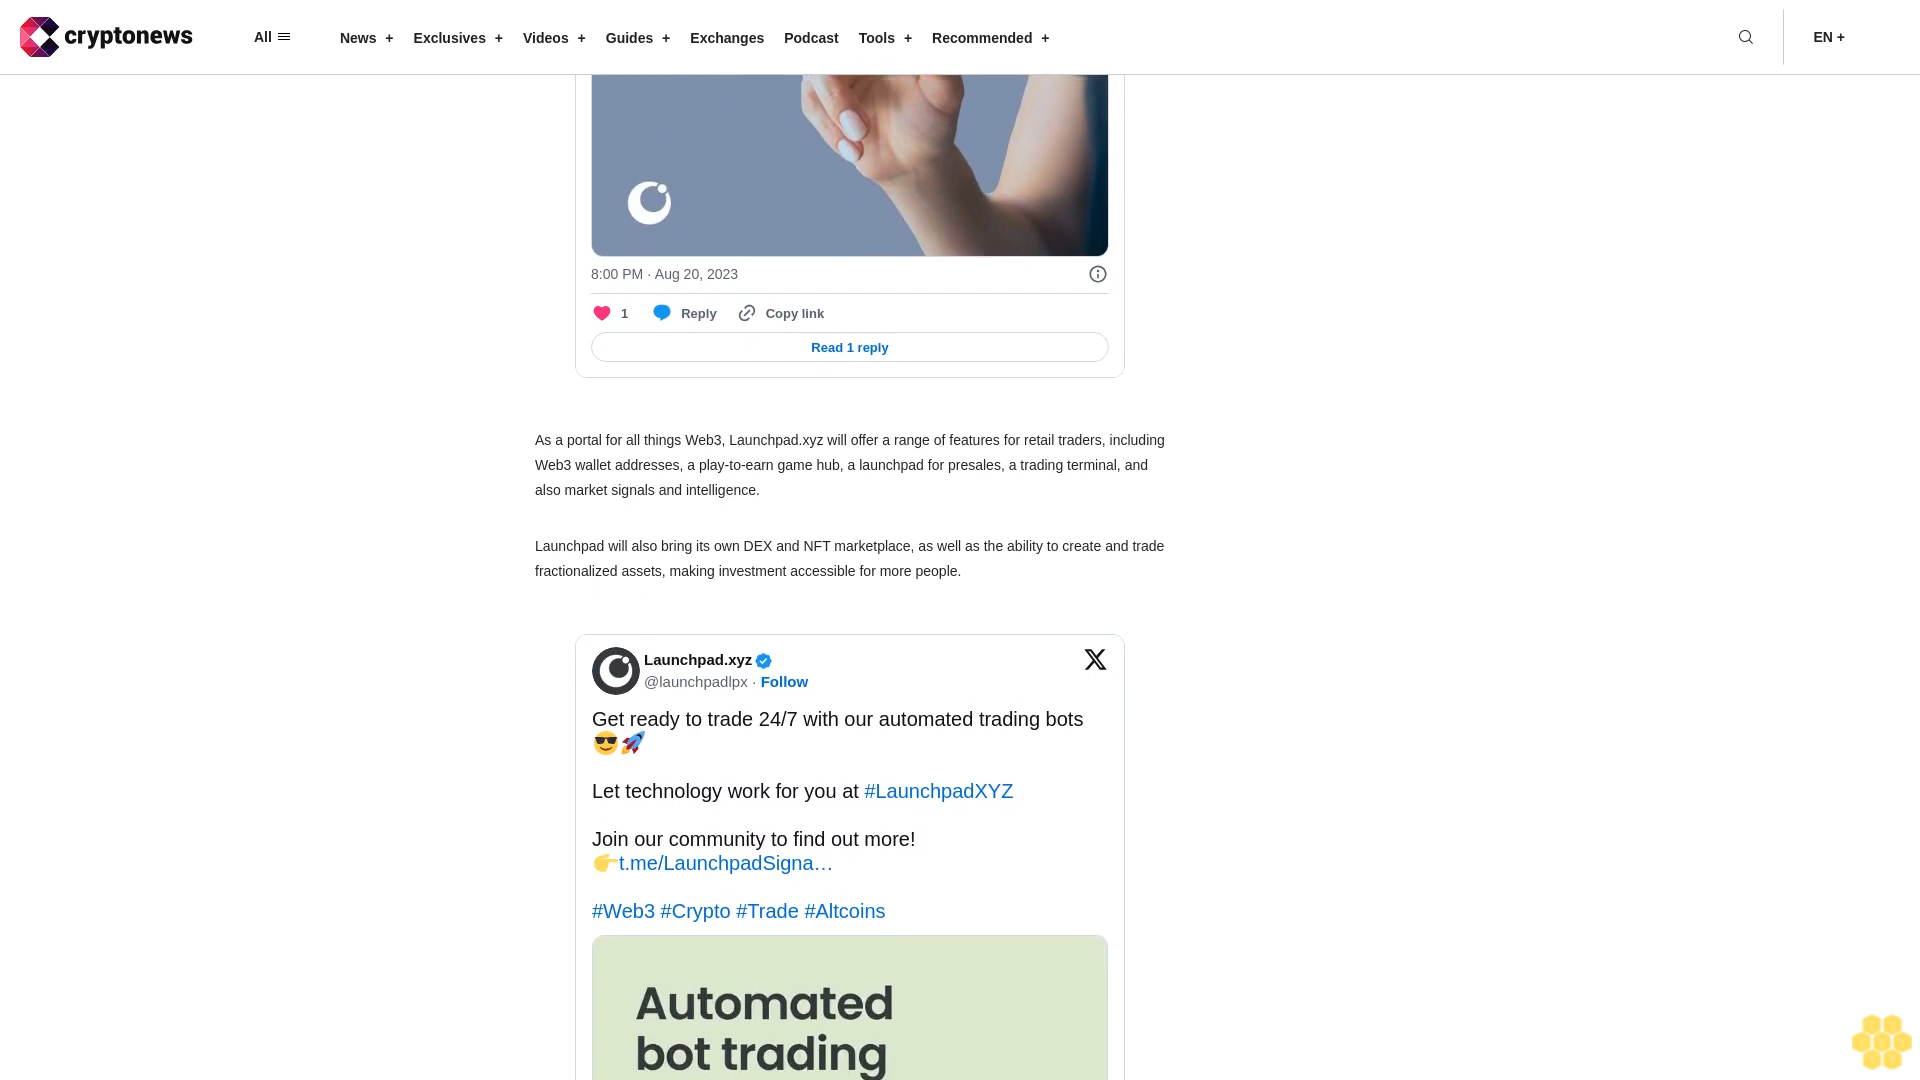 cryptonews All News + Exclusives + Videos + Guides + Exchanges Podcast Tools + Recommended + EN +
8:00 PM · Aug 20, 2023
1 Reply Copy link
Read 1 reply
As a portal for all things Web3, Launchpad.xyz will offer a range of features for retail traders, including
Web3 wallet addresses, a play-to-earn game hub, a launchpad for presales, a trading terminal, and
also market signals and intelligence.
Launchpad will also bring its own DEX and NFT marketplace, as well as the ability to create and trade
fractionalized assets, making investment accessible for more people.
Launchpad.xyz
@launchpadlpx · Follow
Get ready to trade 24/7 with our automated trading bots
😎🚀
Let technology work for you at #LaunchpadXYZ
Join our community to find out more!
👉t.me/LaunchpadSigna…
#Web3 #Crypto #Trade #Altcoins
Automated
bot trading